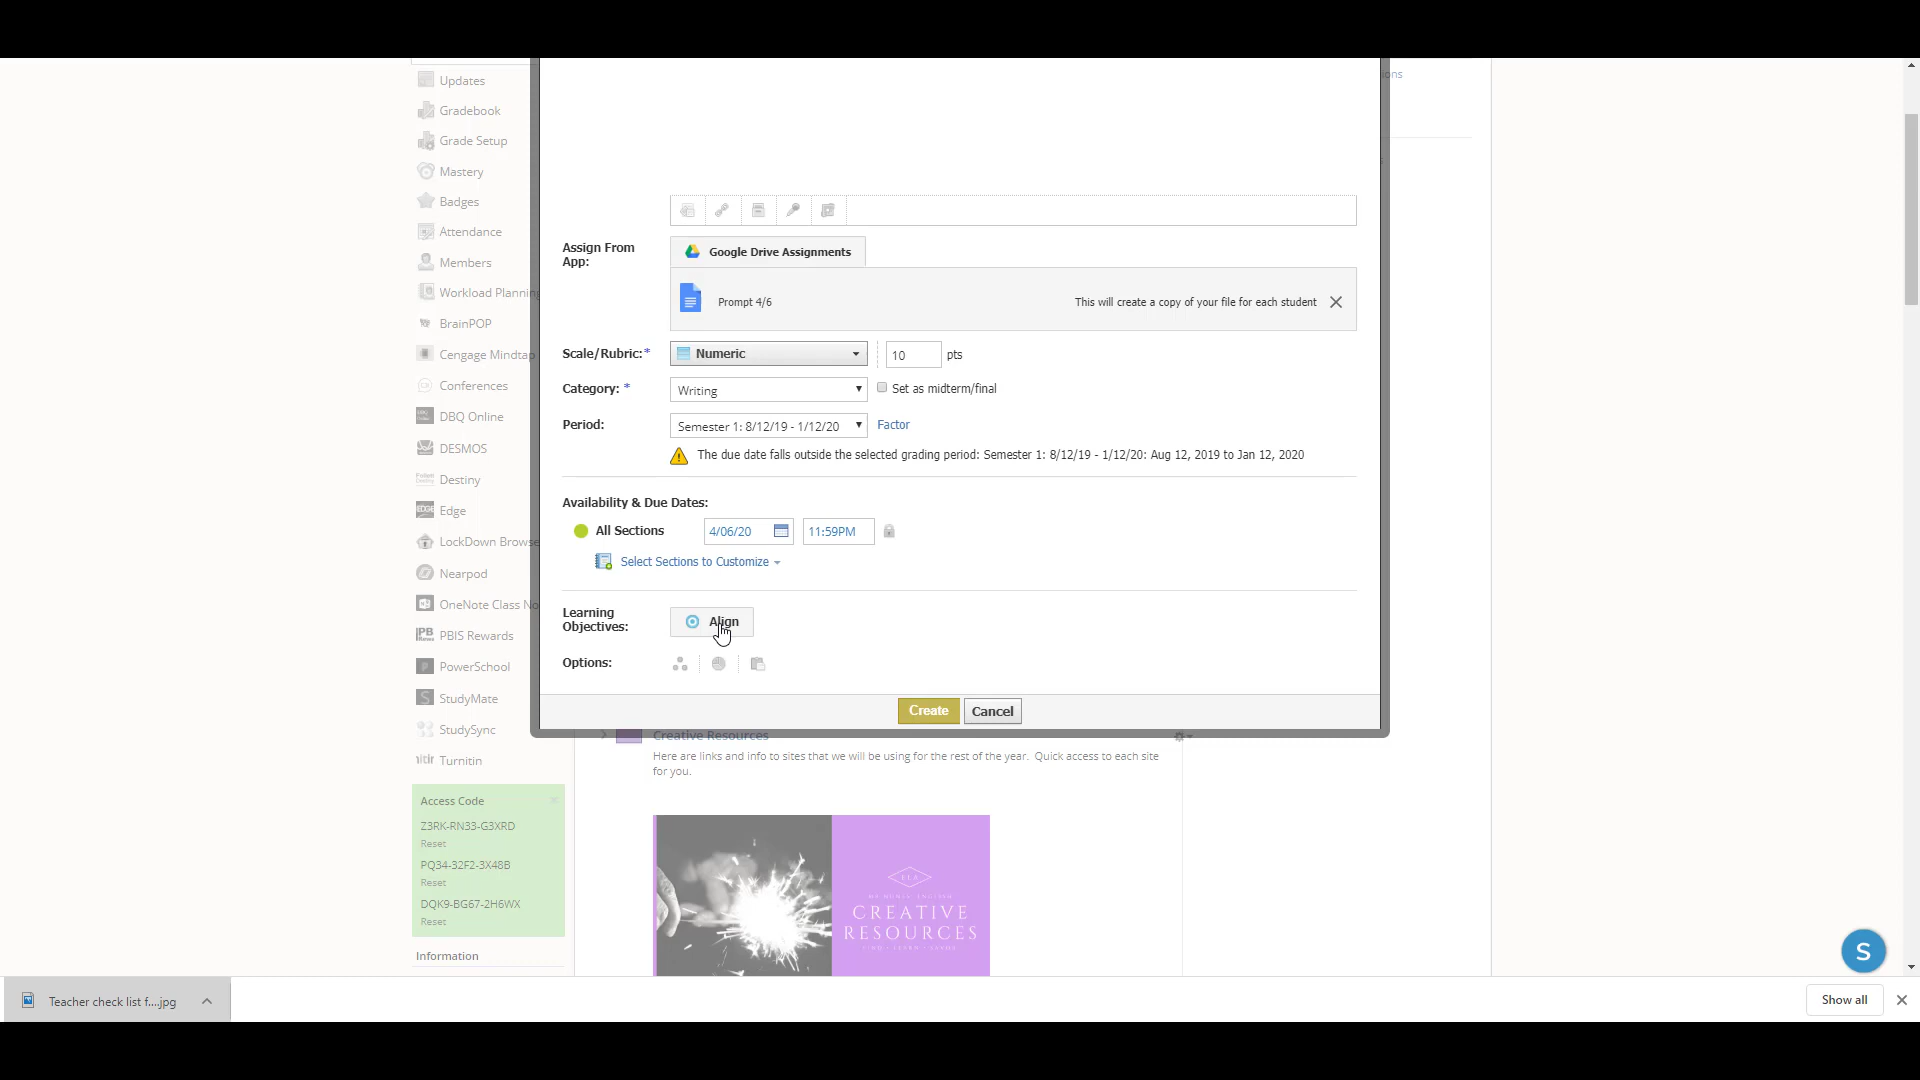 Updates
Gradebook
Grade Setup
Mastery
Badges
Attendance
Members
Workload Planning
BrainPOP
Cengage Mindtap
Conferences
DBQ Online
DESMOS
Destiny
Edge
LockDown Browse
Nearpod
OneNote Class No
PBIS Rewards
PowerSchool
StudyMate
StudySync
Turnitin
Access Code
Z3RK-RN33-G3XRD
Reset
PQ34-32F2-3X48B
Reset
DQK9-BG67-2H6WX
Reset
Information
ions
Assign From
App:
Google Drive Assignments
Prompt 4/6
This will create a copy of your file for each student
Scale/Rubric:*
Numeric
10
pts
Category: *
Writing
Set as midterm/final
Period:
Semester 1: 8/12/19 - 1/12/20
Factor
The due date falls outside the selected grading period: Semester 1: 8/12/19 - 1/12/20: Aug 12, 2019 to Jan 12, 2020
Availability & Due Dates:
All Sections
4/06/20
11:59PM
Select Sections to Customize
Learning
Objectives:
Align
Options:
Create
Cancel
Creative Resources
Here are links and info to sites that we will be using for the rest of the year. Quick access to each site
for you.
ELA
CREATIVE
RESOURCES
S
Teacher check list f....jpg
Show all